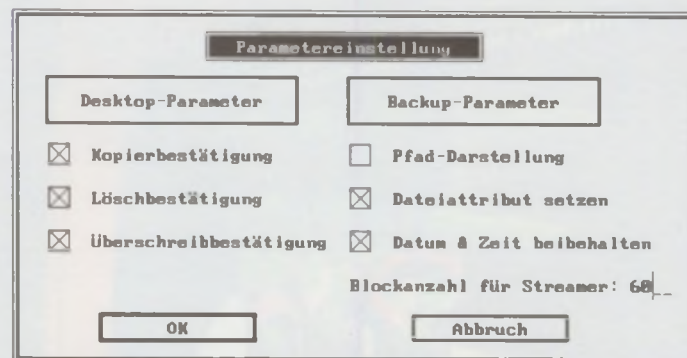 Parametereinstellung
Desktop-Parameter
Backup-Parameter
Kopierbestätigung
Pfad-Darstellung
Löschbestätigung
Dateiattribut setzen
Überschreibbestätigung
Datum & Zeit beibehalten
Blockanzahl für Streamer: 60
OK
Abbruch